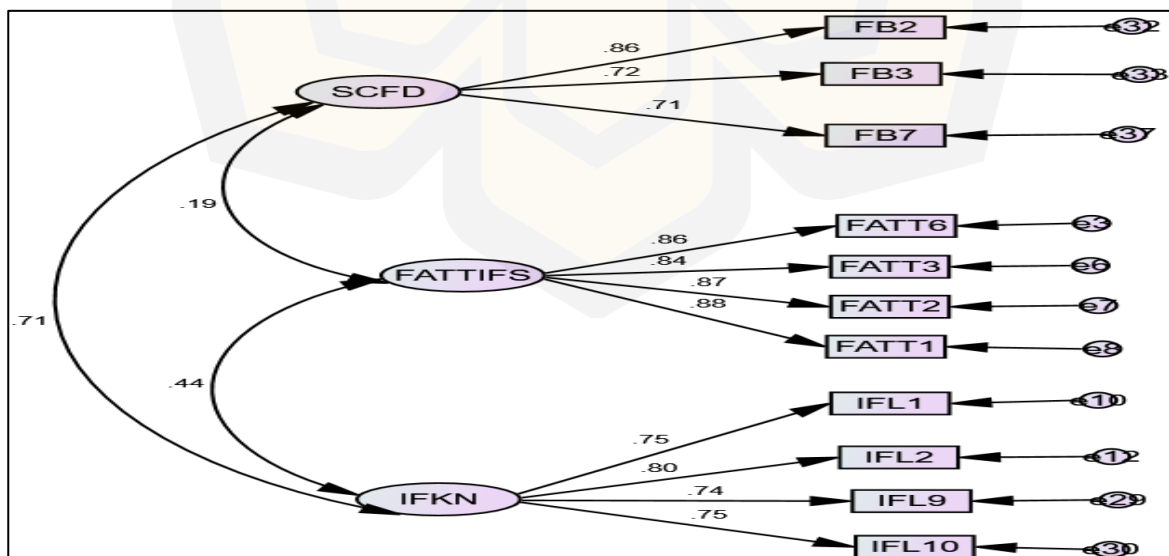 FB2
e32
.86
FB3
e33
.72
SCFD
.71
FB7
e37
.19
FATT6
e3
.86
FATT3
e6
.84
FATTIFS
.87
FATT2
e7
.88
FATT1
e8
.71
.44
IFL1
e10
.75
IFL2
e12
.80
IFKN
.74
IFL9
e29
.75
IFL10
e30